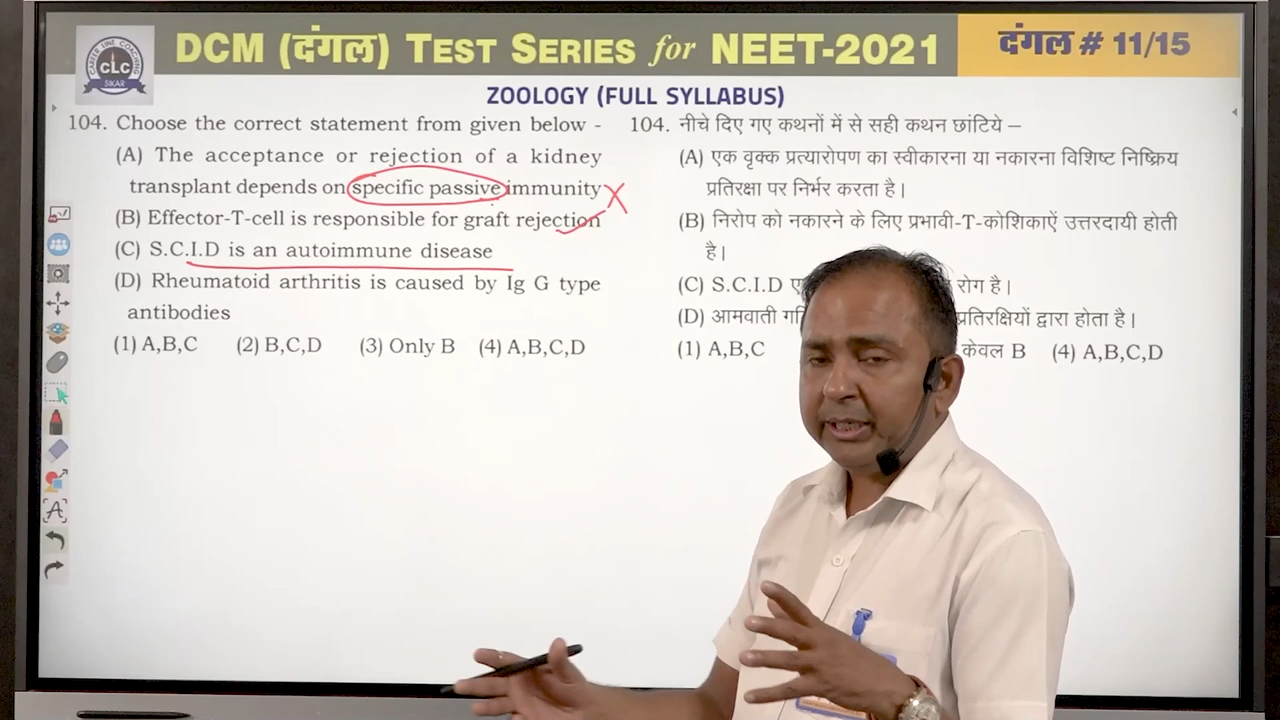 CAREER LINE COACHING
CLC
SIKAR
DCM (दंगल) TEST SERIES for NEET-2021
दंगल # 11/15
ZOOLOGY (FULL SYLLABUS)
104. Choose the correct statement from given below -
(A) The acceptance or rejection of a kidney
transplant depends on specific passive immunity
(B) Effector-T-cell is responsible for graft rejection
(C) S.C.I.D is an autoimmune disease
(D) Rheumatoid arthritis is caused by Ig G type
antibodies
(1) A,B,C (2) B,C,D (3) Only B (4) A,B,C,D
104. नीचे दिए गए कथनों में से सही कथन छांटिये –
(A) एक वृक्क प्रत्यारोपण का स्वीकारना या नकारना विशिष्ट निष्क्रिय
प्रतिरक्षा पर निर्भर करता है।
(B) निरोप को नकारने के लिए प्रभावी-T-कोशिकाऐं उत्तरदायी होती
है।
(C) S.C.I.D रोग है।
(D) आमवाती प्रतिरक्षियों द्वारा होता है।
(1) A,B,C केवल B (4) A,B,C,D